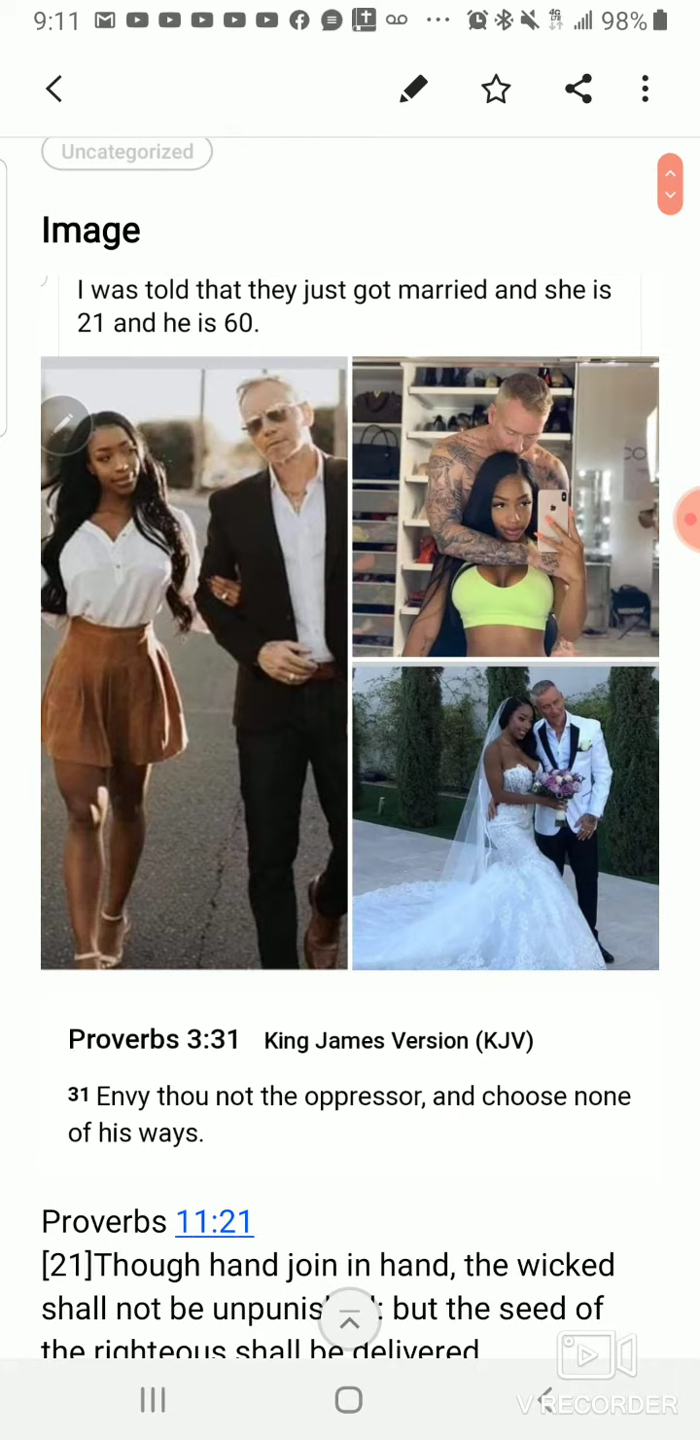 9:11 98%
Uncategorized
Image
I was told that they just got married and she is
21 and he is 60.
Proverbs 3:31 King James Version (KJV)
31 Envy thou not the oppressor, and choose none
of his ways.
Proverbs 11:21
[21]Though hand join in hand, the wicked
shall not be : but the seed of
the righteous shall be delivered
V RECORDER